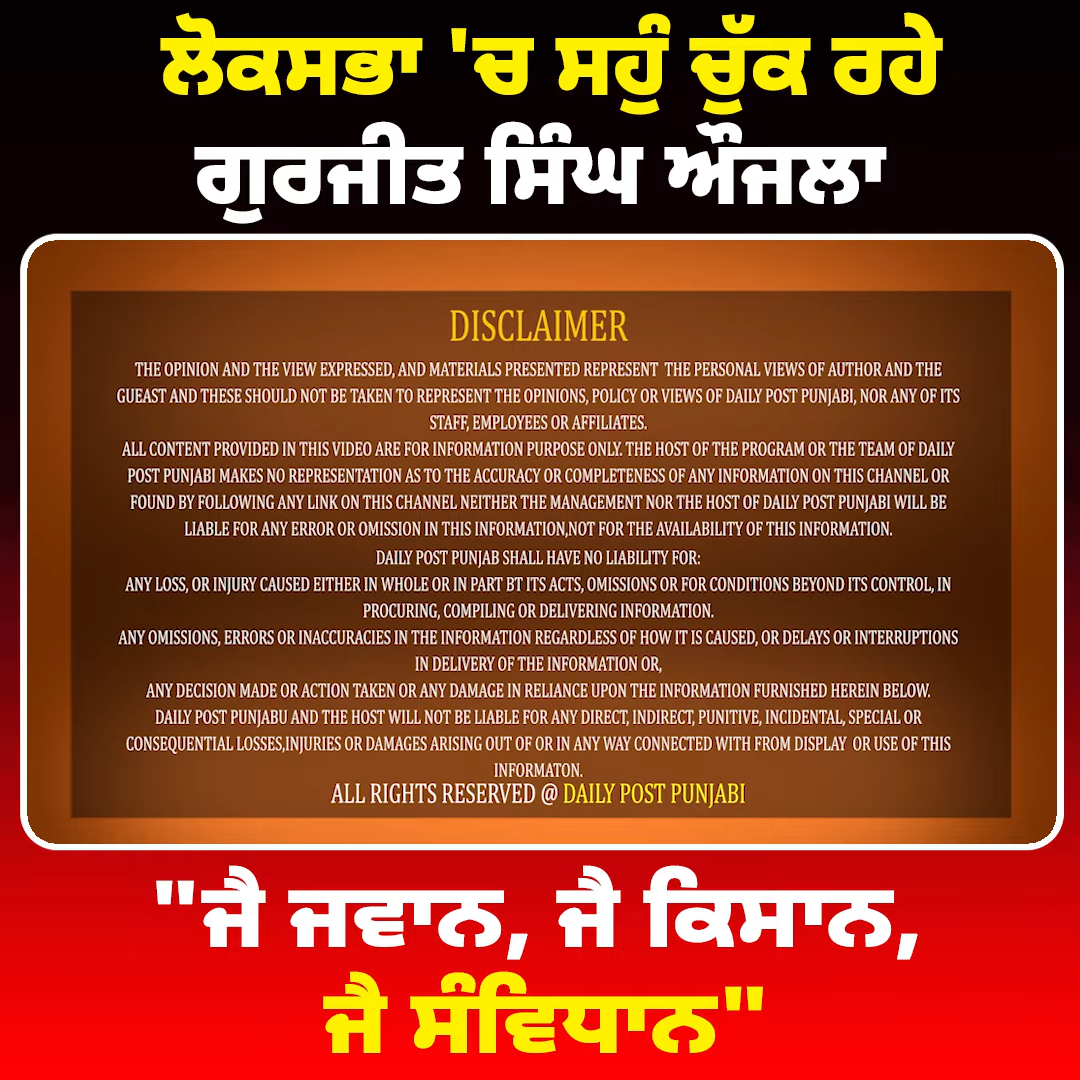 ਲੋਕਸਭਾ 'ਚ ਸਹੁੰ ਚੁੱਕ ਰਹੇ
ਗੁਰਜੀਤ ਸਿੰਘ ਔਜਲਾ
DISCLAIMER
THE OPINION AND THE VIEW EXPRESSED, AND MATERIALS PRESENTED REPRESENT THE PERSONAL VIEWS OF AUTHOR AND THE
GUEAST AND THESE SHOULD NOT BE TAKEN TO REPRESENT THE OPINIONS, POLICY OR VIEWS OF DAILY POST PUNJABI, NOR ANY OF ITS
STAFF, EMPLOYEES OR AFFILIATES.
ALL CONTENT PROVIDED IN THIS VIDEO ARE FOR INFORMATION PURPOSE ONLY. THE HOST OF THE PROGRAM OR THE TEAM OF DAILY
POST PUNJABI MAKES NO REPRESENTATION AS TO THE ACCURACY OR COMPLETENESS OF ANY INFORMATION ON THIS CHANNEL OR
FOUND BY FOLLOWING ANY LINK ON THIS CHANNEL NEITHER THE MANAGEMENT NOR THE HOST OF DAILY POST PUNJABI WILL BE
LIABLE FOR ANY ERROR OR OMISSION IN THIS INFORMATION,NOT FOR THE AVAILABILITY OF THIS INFORMATION.
DAILY POST PUNJAB SHALL HAVE NO LIABILITY FOR:
ANY LOSS, OR INJURY CAUSED EITHER IN WHOLE OR IN PART BT ITS ACTS, OMISSIONS OR FOR CONDITIONS BEYOND ITS CONTROL, IN
PROCURING, COMPILING OR DELIVERING INFORMATION.
ANY OMISSIONS, ERRORS OR INACCURACIES IN THE INFORMATION REGARDLESS OF HOW IT IS CAUSED, OR DELAYS OR INTERRUPTIONS
IN DELIVERY OF THE INFORMATION OR,
ANY DECISION MADE OR ACTION TAKEN OR ANY DAMAGE IN RELIANCE UPON THE INFORMATION FURNISHED HEREIN BELOW.
DAILY POST PUNJABU AND THE HOST WILL NOT BE LIABLE FOR ANY DIRECT, INDIRECT, PUNITIVE, INCIDENTAL, SPECIAL OR
CONSEQUENTIAL LOSSES,INJURIES OR DAMAGES ARISING OUT OF OR IN ANY WAY CONNECTED WITH FROM DISPLAY OR USE OF THIS
INFORMATON.
ALL RIGHTS RESERVED @ DAILY POST PUNJABI
"ਜੈ ਜਵਾਨ, ਜੈ ਕਿਸਾਨ,
ਜੈ ਸੰਵਿਧਾਨ"